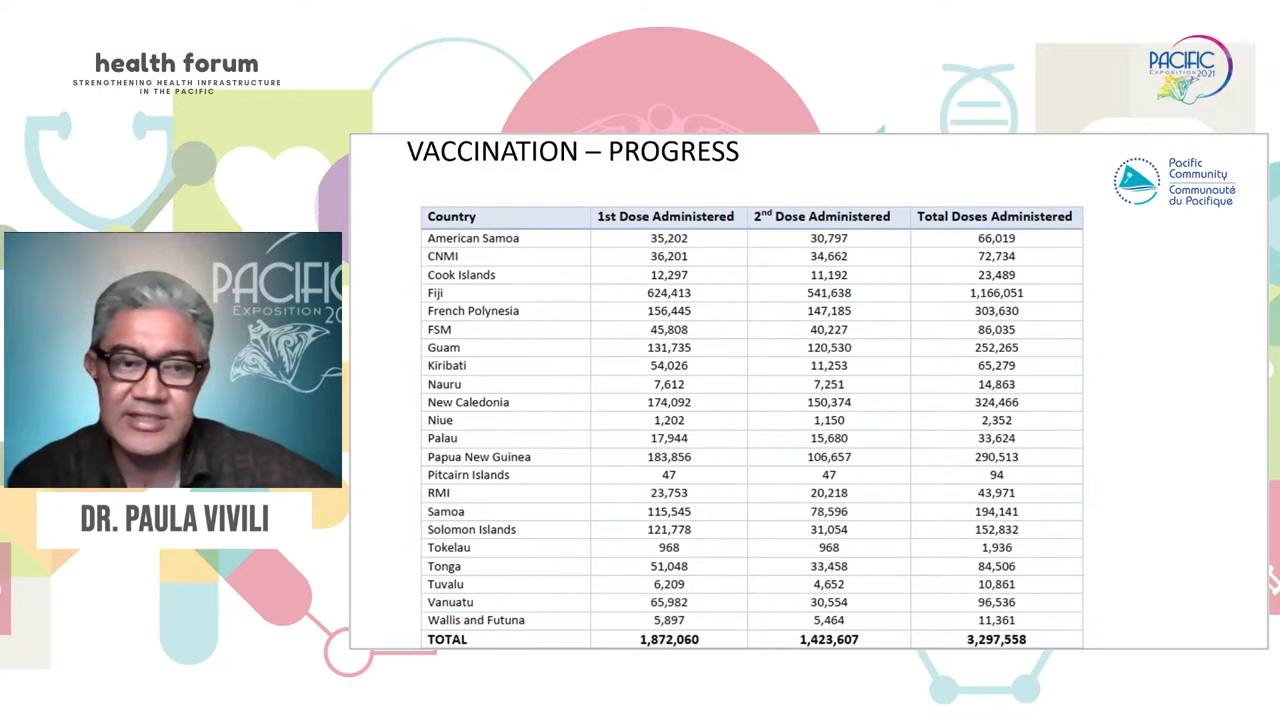 health forum
STRENGTHENING HEALTH INFRASTRUCTURE
IN THE PACIFIC
PACIFIC
EXPOSITION 2021
VACCINATION – PROGRESS
Pacific
Community
Communauté
du Pacifique
Country 1st Dose Administered 2nd Dose Administered Total Doses Administered
American Samoa 35,202 30,797 66,019
CNMI 36,201 34,662 72,734
Cook Islands 12,297 11,192 23,489
Fiji 624,413 541,638 1,166,051
French Polynesia 156,445 147,185 303,630
FSM 45,808 40,227 86,035
Guam 131,735 120,530 252,265
Kiribati 54,026 11,253 65,279
Nauru 7,612 7,251 14,863
New Caledonia 174,092 150,374 324,466
Niue 1,202 1,150 2,352
Palau 17,944 15,680 33,624
Papua New Guinea 183,856 106,657 290,513
Pitcairn Islands 47 47 94
RMI 23,753 20,218 43,971
Samoa 115,545 78,596 194,141
Solomon Islands 121,778 31,054 152,832
Tokelau 968 968 1,936
Tonga 51,048 33,458 84,506
Tuvalu 6,209 4,652 10,861
Vanuatu 65,982 30,554 96,536
Wallis and Futuna 5,897 5,464 11,361
TOTAL 1,872,060 1,423,607 3,297,558
PACIFIC
EXPOSITION 20
DR. PAULA VIVILI